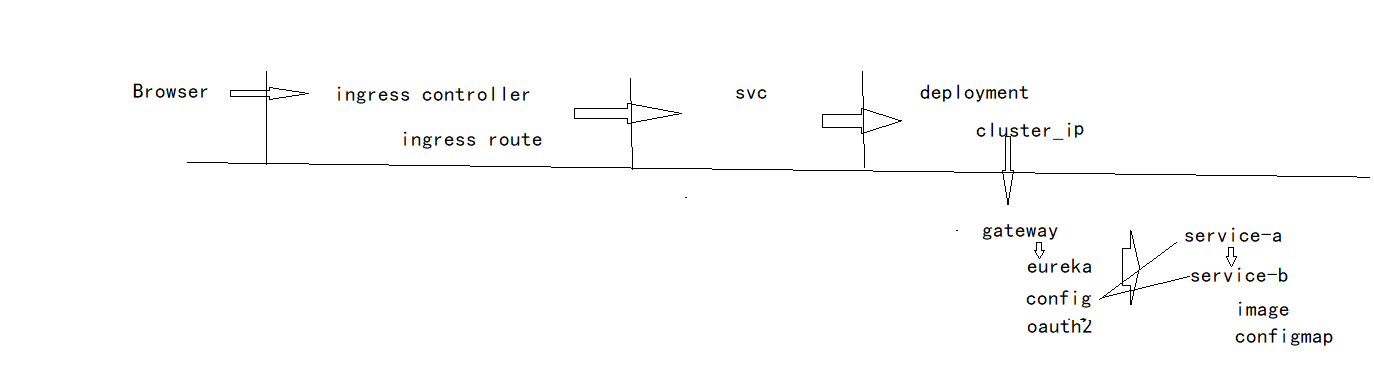 Browser
ingress controller
ingress route
svc
deployment
cluster_ip
gateway
eureka
config
oauth2
service-a
service-b
image
configmap